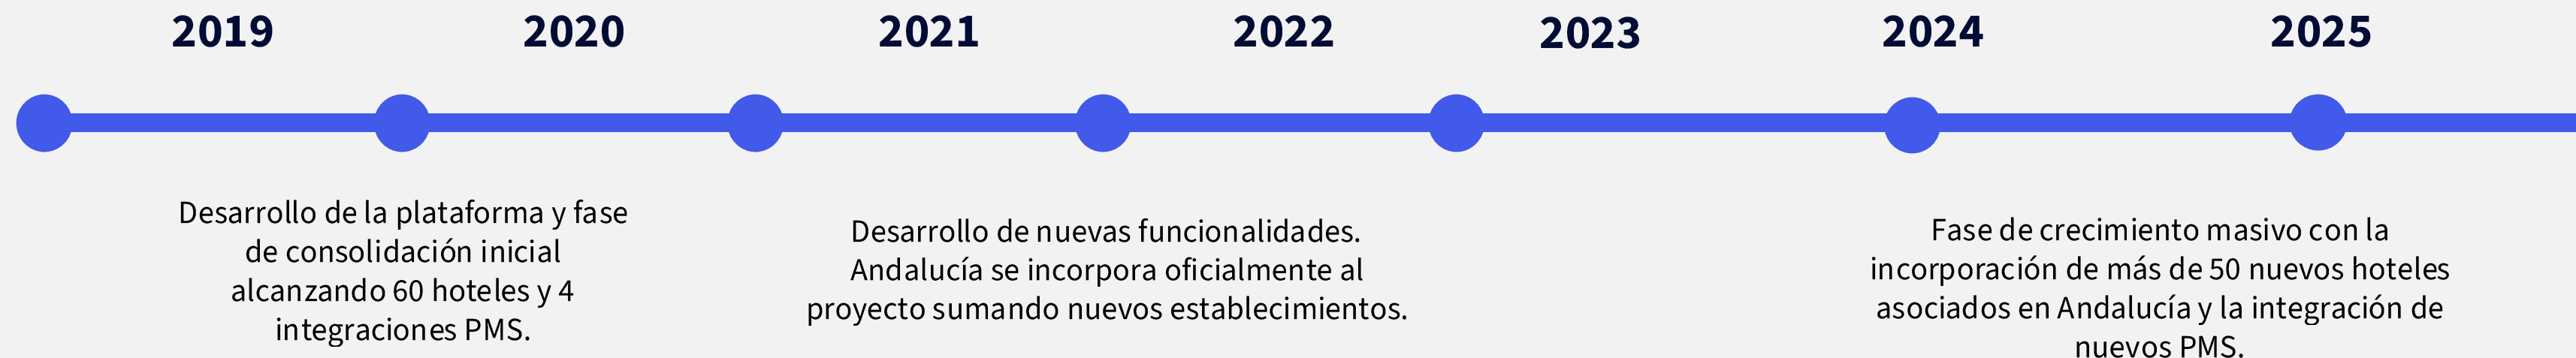 2019 2020 2021 2022 2023 2024 2025
Desarrollo de la plataforma y fase
de consolidación inicial
alcanzando 60 hoteles y 4
integraciones PMS.
Desarrollo de nuevas funcionalidades.
Andalucía se incorpora oficialmente al
proyecto sumando nuevos establecimientos.
Fase de crecimiento masivo con la
incorporación de más de 50 nuevos hoteles
asociados en Andalucía y la integración de
nuevos PMS.